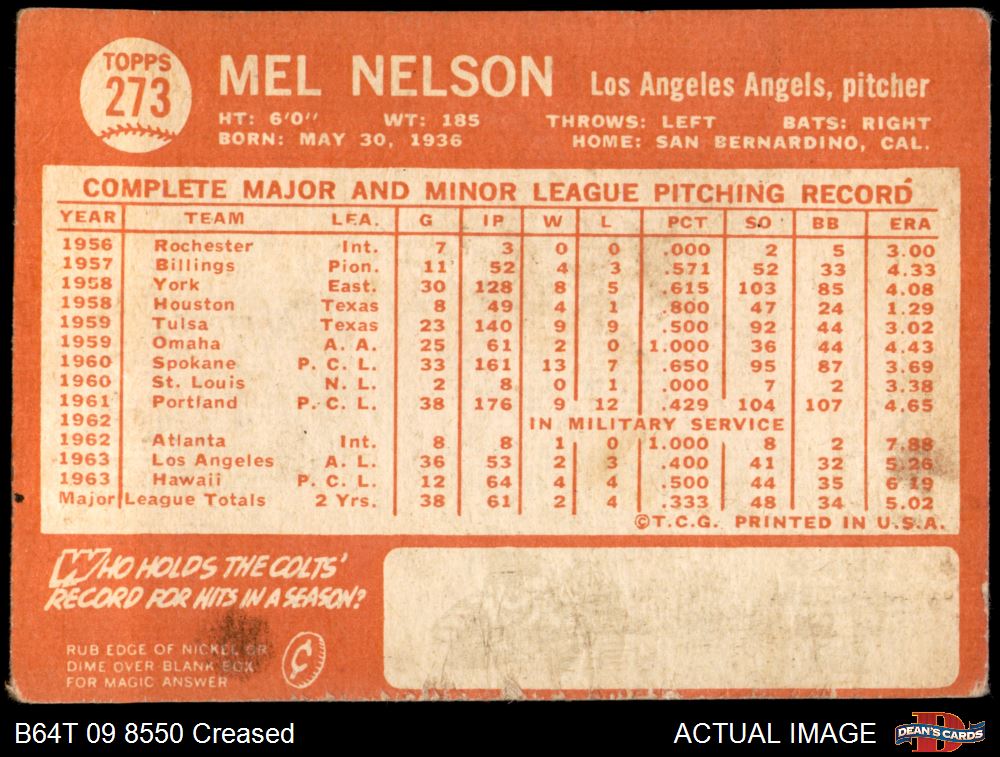 TOPPS
273
MEL NELSON Los Angeles Angels, pitcher
HT: 6'0" WT: 185 THROWS: LEFT BATS: RIGHT
BORN: MAY 30, 1936 HOME: SAN BERNARDINO, CAL.
COMPLETE MAJOR AND MINOR LEAGUE PITCHING RECORD
YEAR TEAM LEA. G IP W L PCT SO BB ERA
1956 Rochester Int. 7 3 0 0 .000 2 5 3.00
1957 Billings Pion. 11 52 4 3 .571 52 33 4.33
1958 York East. 30 128 8 5 .615 103 85 4.08
1958 Houston Texas 8 49 4 1 .800 47 24 1.29
1959 Tulsa Texas 23 140 9 9 .500 92 44 3.02
1959 Omaha A. A. 25 61 2 0 1.000 36 44 4.43
1960 Spokane P. C. L. 33 161 13 7 .650 95 87 3.69
1960 St. Louis N. L. 2 8 0 1 .000 7 2 3.38
1961 Portland P. C. L. 38 176 9 12 .429 104 107 4.65
1962 IN MILITARY SERVICE
1962 Atlanta Int. 8 8 1 0 1.000 8 2 7.88
1963 Los Angeles A. L. 36 53 2 3 .400 41 32 5.26
1963 Hawaii P. C. L. 12 64 4 4 .500 44 35 6.19
Major League Totals 2 Yrs. 38 61 2 4 .333 48 34 5.02
©T.C.G. PRINTED IN U.S.A.
WHO HOLDS THE COLTS'
RECORD FOR HITS IN A SEASON?
RUB EDGE OF NICKEL OR
DIME OVER BLANK BOX
FOR MAGIC ANSWER
¢
B64T 09 8550 Creased ACTUAL IMAGE DEAN'S CARDS